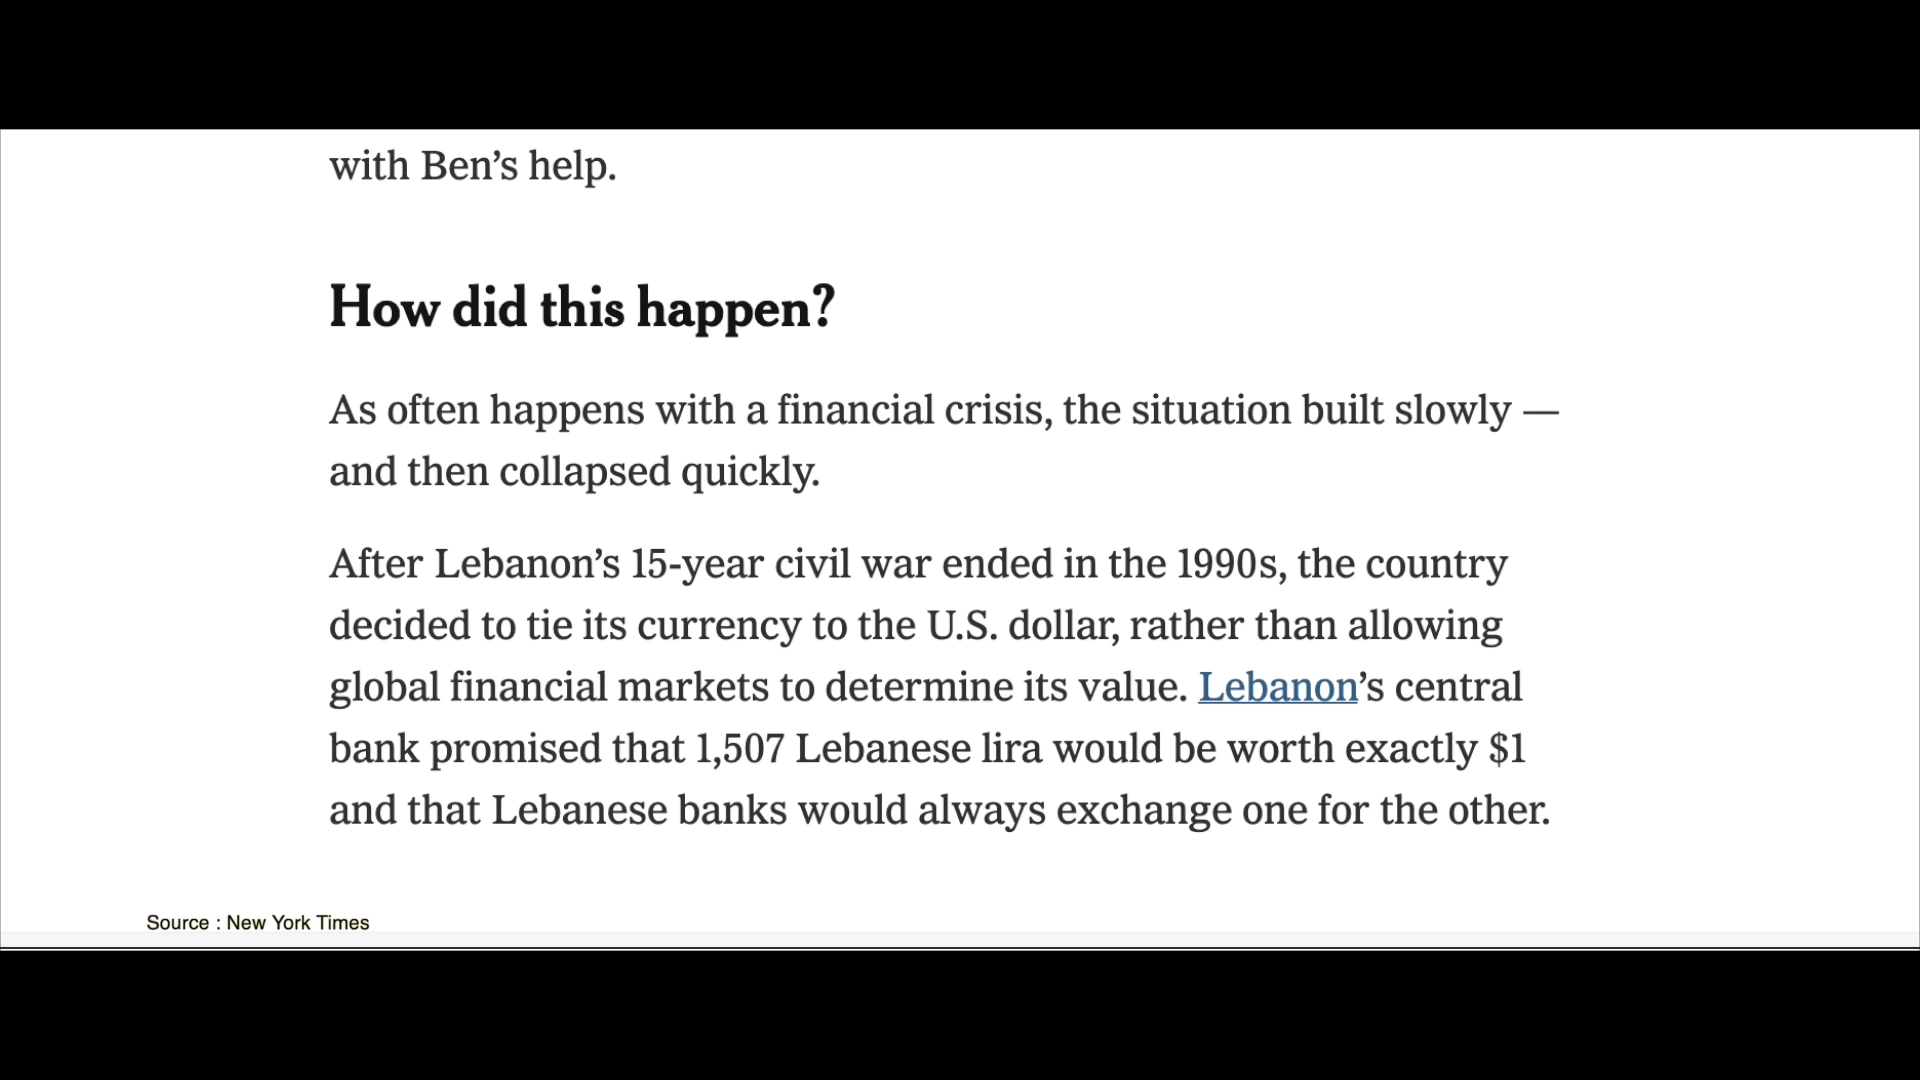 with Ben’s help.
How did this happen?
As often happens with a financial crisis, the situation built slowly —
and then collapsed quickly.
After Lebanon’s 15-year civil war ended in the 1990s, the country
decided to tie its currency to the U.S. dollar, rather than allowing
global financial markets to determine its value. Lebanon’s central
bank promised that 1,507 Lebanese lira would be worth exactly $1
and that Lebanese banks would always exchange one for the other.
Source : New York Times